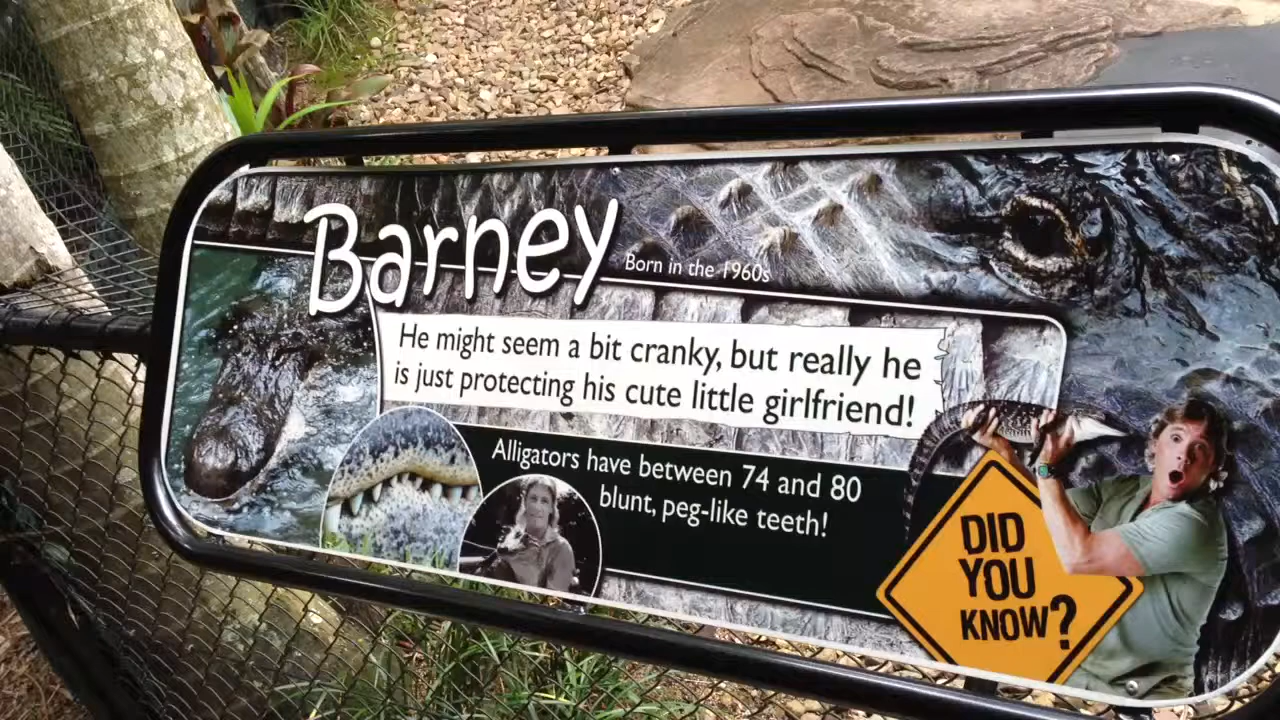 Barney
Born in the 1960s
He might seem a bit cranky, but really he
is just protecting his cute little girlfriend!
Alligators have between 74 and 80
blunt, peg-like teeth!
DID
YOU
KNOW?